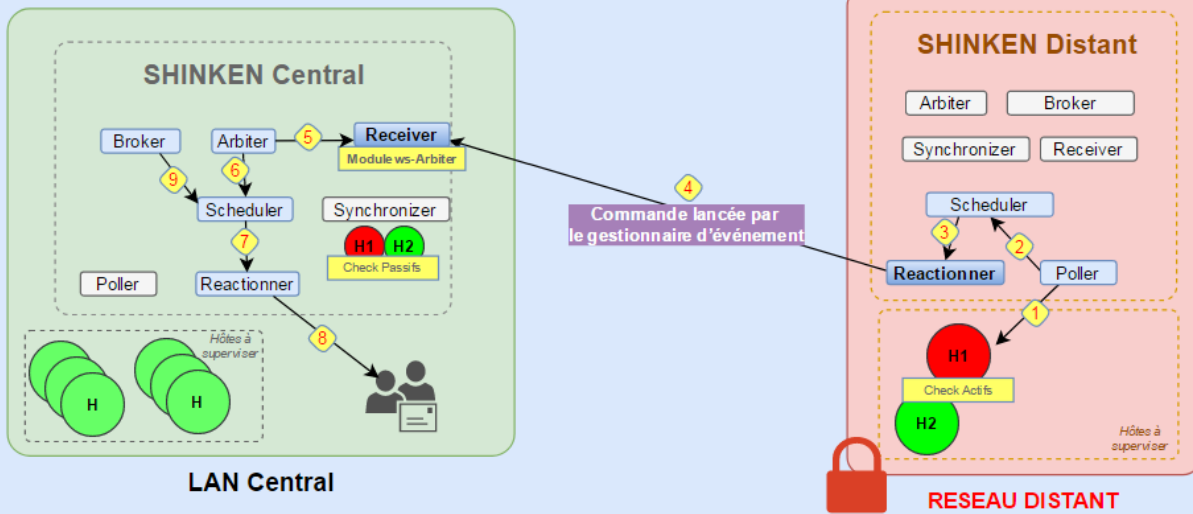 SHINKEN Central
Broker
Arbiter
5
Receiver
Module ws-Arbiter
9
6
Scheduler
Synchronizer
7
H1
H2
Check Passifs
Poller
Reactionner
8
Hôtes à
superviser
H
H
LAN Central
4
Commande lancée par
le gestionnaire d'événement
SHINKEN Distant
Arbiter
Broker
Synchronizer
Receiver
Scheduler
3
2
Reactionner
Poller
1
H1
Check Actifs
H2
Hôtes à
superviser
RESEAU DISTANT